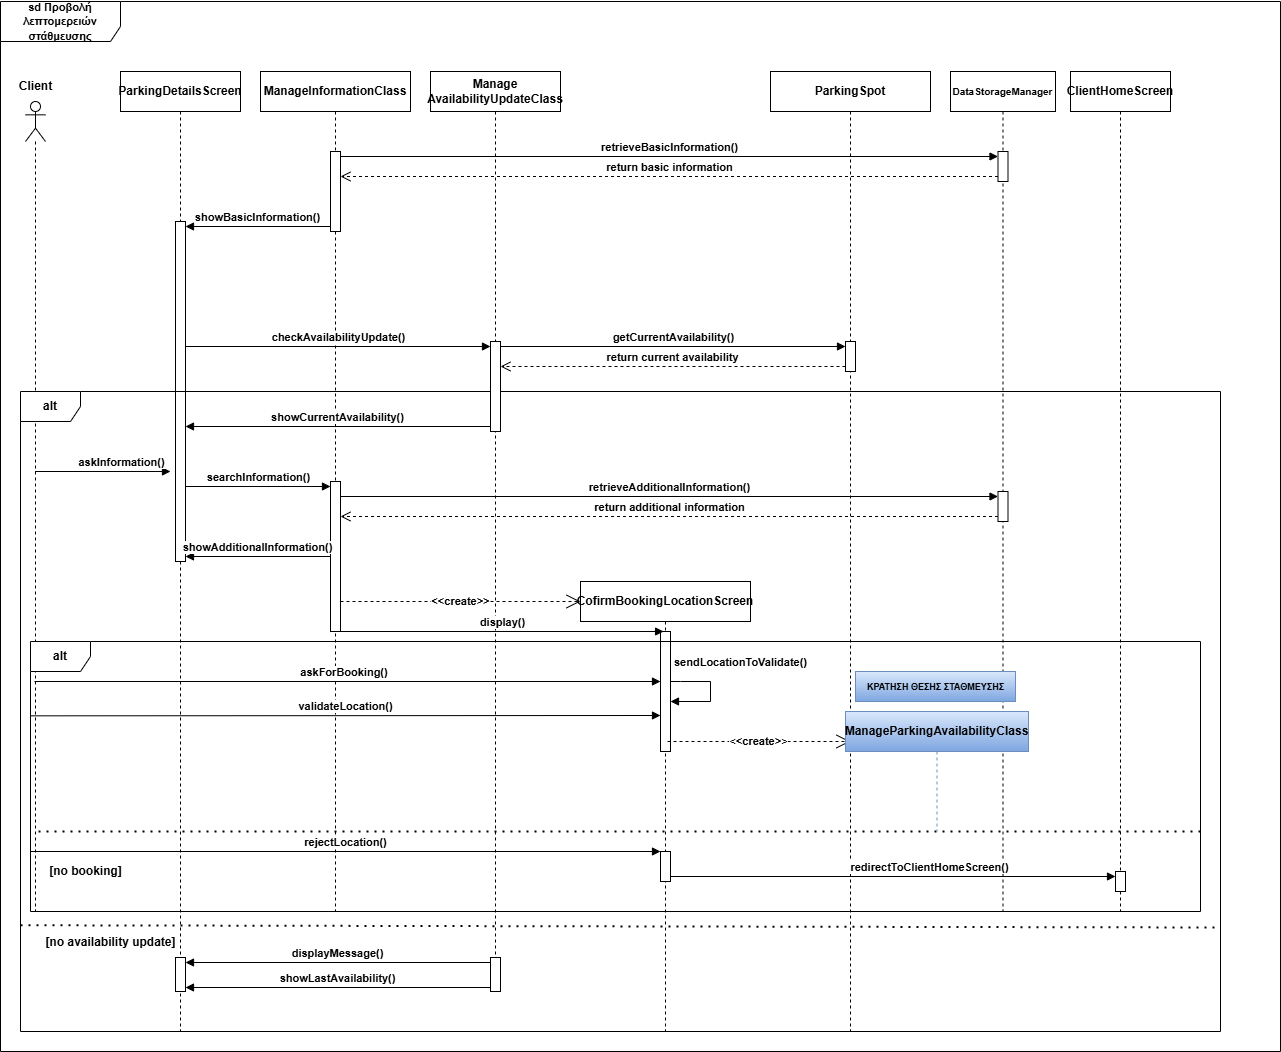 sd Προβολή
λεπτομερειών
στάθμευσης
Client
ParkingDetailsScreen
ManageInformationClass
Manage
AvailabilityUpdateClass
ParkingSpot
DataStorageManager
ClientHomeScreen
retrieveBasicInformation()
return basic information
showBasicInformation()
checkAvailabilityUpdate()
getCurrentAvailability()
return current availability
alt
showCurrentAvailability()
askInformation()
searchInformation()
retrieveAdditionalInformation()
return additional information
showAdditionalInformation()
<<create>>
CofirmBookingLocationScreen
display()
alt
sendLocationToValidate()
askForBooking()
ΚΡΑΤΗΣΗ ΘΕΣΗΣ ΣΤΑΘΜΕΥΣΗΣ
validateLocation()
ManageParkingAvailabilityClass
<<create>>
rejectLocation()
[no booking]
redirectToClientHomeScreen()
[no availability update]
displayMessage()
showLastAvailability()